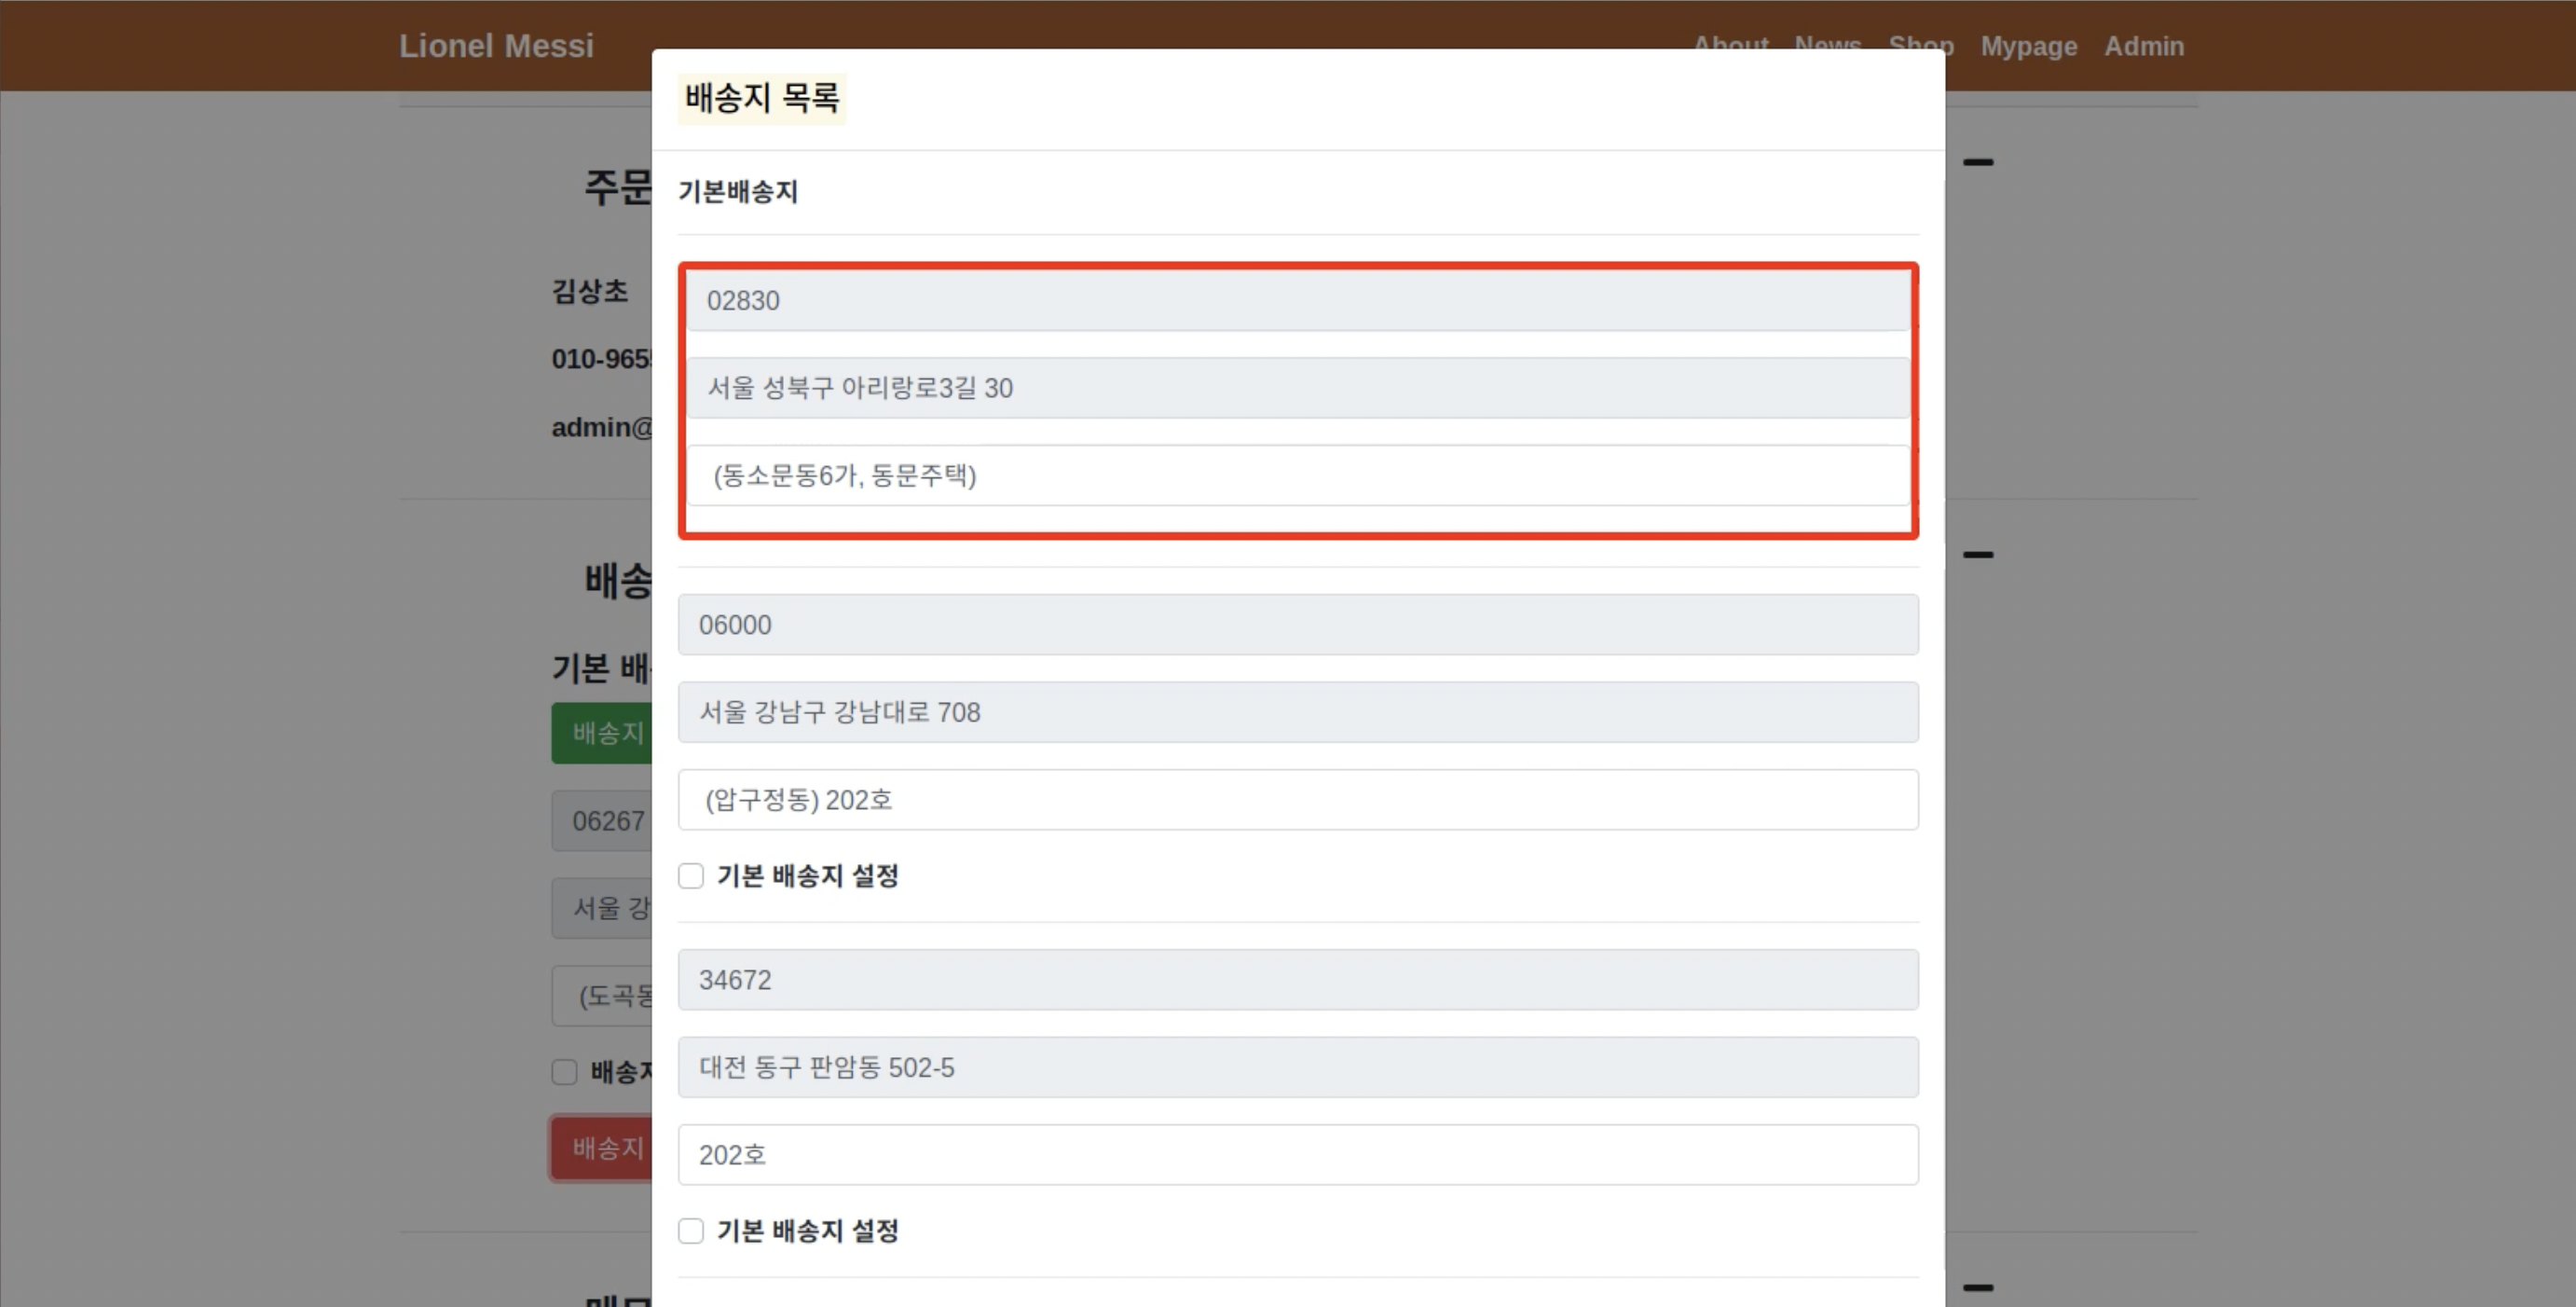 Lionel Messi
About News Shop Mypage Admin
배송지 목록
기본배송지
02830
서울 성북구 아리랑로3길 30
(동소문동6가, 동문주택)
06000
서울 강남구 강남대로 708
(압구정동) 202호
기본 배송지 설정
34672
대전 동구 판암동 502-5
202호
기본 배송지 설정
주문
김상초
010-965
admin@
배송
기본 배
배송지
06267
서울 강
(도곡동
배송지
배송지